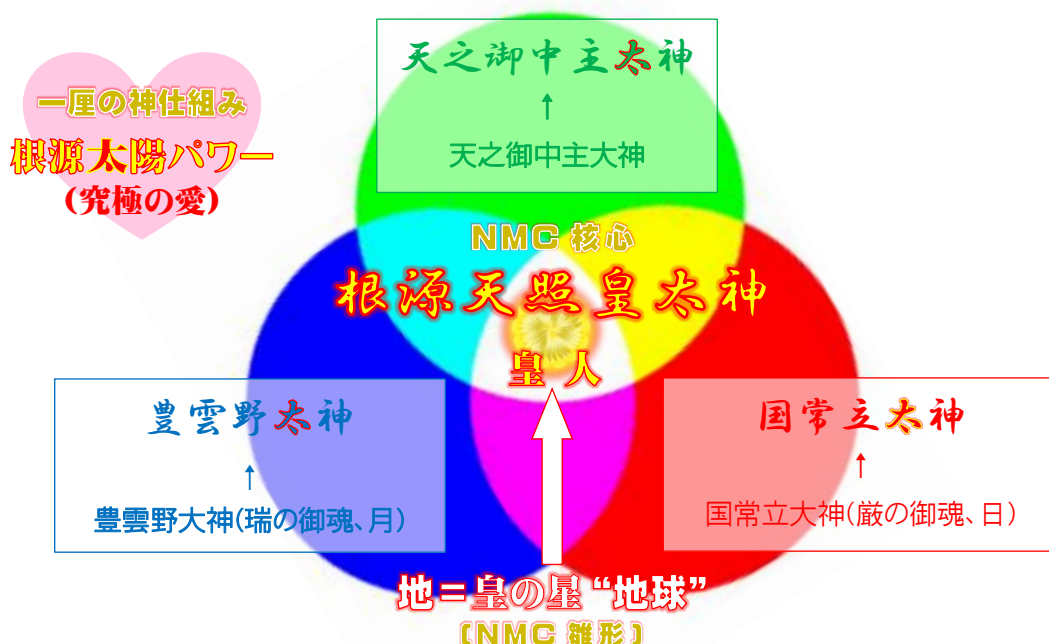 天之御中主太神
↑
天之御中主大神
一厘の神仕組み
根源太陽パワー
(究極の愛)
NMC 核心
根源天照皇太神
皇人
豊雲野太神
↑
豊雲野大神(瑞の御魂、月)
国常立太神
↑
国常立大神(厳の御魂、日)
地=皇の星“地球”
(NMC 雛形)